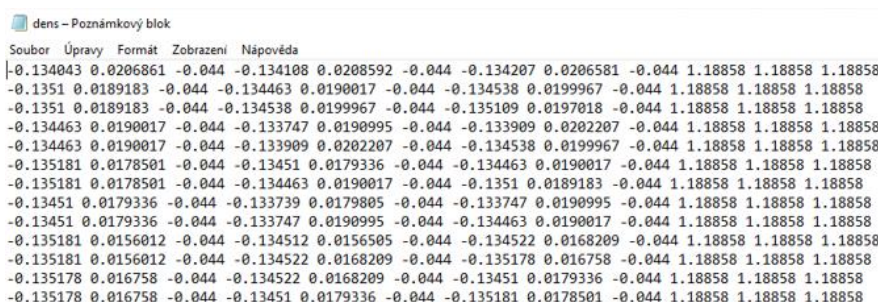 dens – Poznámkový blok
Soubor Úpravy Formát Zobrazení Nápověda
-0.134043 0.0206861 -0.044 -0.134108 0.0208592 -0.044 -0.134207 0.0206581 -0.044 1.18858 1.18858 1.18858
-0.1351 0.0189183 -0.044 -0.134463 0.0190017 -0.044 -0.134538 0.0199967 -0.044 1.18858 1.18858 1.18858
-0.1351 0.0189183 -0.044 -0.134538 0.0199967 -0.044 -0.135109 0.0197018 -0.044 1.18858 1.18858 1.18858
-0.134463 0.0190017 -0.044 -0.133747 0.0190995 -0.044 -0.133909 0.0202207 -0.044 1.18858 1.18858 1.18858
-0.134463 0.0190017 -0.044 -0.133909 0.0202207 -0.044 -0.134538 0.0199967 -0.044 1.18858 1.18858 1.18858
-0.135181 0.0178501 -0.044 -0.13451 0.0179336 -0.044 -0.134463 0.0190017 -0.044 1.18858 1.18858 1.18858
-0.135181 0.0178501 -0.044 -0.134463 0.0190017 -0.044 -0.1351 0.0189183 -0.044 1.18858 1.18858 1.18858
-0.13451 0.0179336 -0.044 -0.133739 0.0179805 -0.044 -0.133747 0.0190995 -0.044 1.18858 1.18858 1.18858
-0.13451 0.0179336 -0.044 -0.133747 0.0190995 -0.044 -0.134463 0.0190017 -0.044 1.18858 1.18858 1.18858
-0.135181 0.0156012 -0.044 -0.134512 0.0156505 -0.044 -0.134522 0.0168209 -0.044 1.18858 1.18858 1.18858
-0.135181 0.0156012 -0.044 -0.134522 0.0168209 -0.044 -0.135178 0.016758 -0.044 1.18858 1.18858 1.18858
-0.135178 0.016758 -0.044 -0.134522 0.0168209 -0.044 -0.13451 0.0179336 -0.044 1.18858 1.18858 1.18858
-0.135178 0.016758 -0.044 -0.13451 0.0179336 -0.044 -0.135181 0.0178501 -0.044 1.18858 1.18858 1.18858